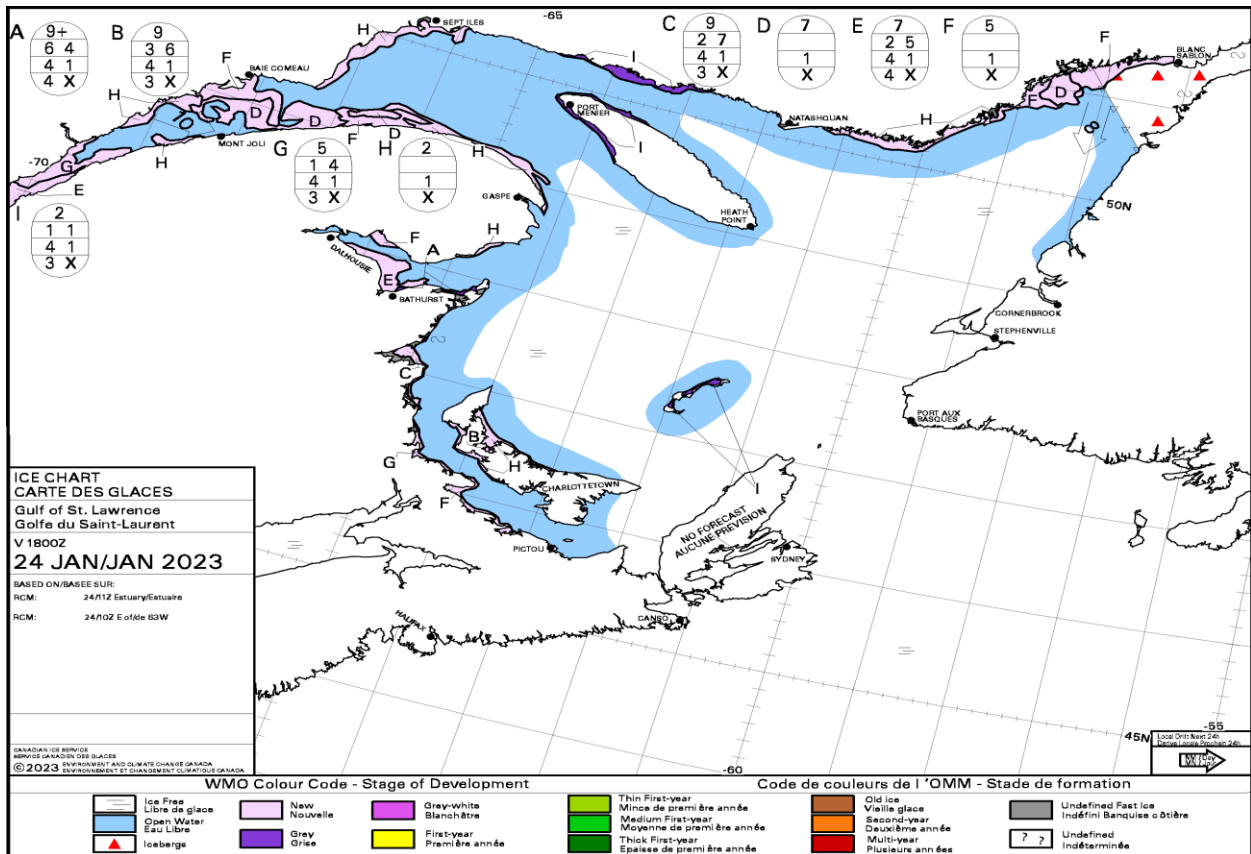 -65
SEPT ILES
H
A
9+
6 4
4 1
4 X
B
9
3 6
4 1
3 X
F
BAIE COMEAU
I
C
9
2 7
4 1
3 X
D
7
1
X
E
7
2 5
4 1
4 X
F
5
1
X
F
BLANC
SABLON
H
10
D
D
D
F
MONT JOLI
H
H
PORT
MENIER
I
NATASHQUAN
H
F
D
8
-70
G
E
G
5
1 4
4 1
3 X
H
2
1
X
GASPE
HEATH
POINT
50N
I
2
1 1
4 1
3 X
DALHOUSIE
F
A
H
E
BATHURST
CORNERBROOK
STEPHENVILLE
C
PORT AUX
BASQUES
B
H
G
F
CHARLOTTETOWN
I
NO FORECAST
AUCUNE PREVISION
PICTOU
SYDNEY
HALIFAX
CANSO
ICE CHART
CARTE DES GLACES
Gulf of St. Lawrence
Golfe du Saint-Laurent
V 1800Z
24 JAN/JAN 2023
BASED ON/BASEE SUR:
RCM: 24/11Z Estuary/Estuaire
RCM: 24/10Z E of/de 63W
CANADIAN ICE SERVICE
SERVICE CANADIEN DES GLACES
©2023 ENVIRONMENT AND CLIMATE CHANGE CANADA
ENVIRONNEMENT ET CHANGEMENT CLIMATIQUE CANADA
-60
45N
-55
Local Drift Next 24h
Derive Locale Prochain 24h
WMO Colour Code - Stage of Development
Code de couleurs de l 'OMM - Stade de formation
Ice Free
Libre de glace
Open Water
Eau Libre
Icebergs
New
Nouvelle
Grey
Grise
Grey-white
Blanchâtre
First-year
Première année
Thin First-year
Mince de première année
Medium First-year
Moyenne de première année
Thick First-year
Epaisse de première année
Old ice
Vieille glace
Second-year
Deuxième année
Multi-year
Plusieurs années
Undefined Fast Ice
Indéfini Banquise côtière
? ?
Undefined
Indéterminée